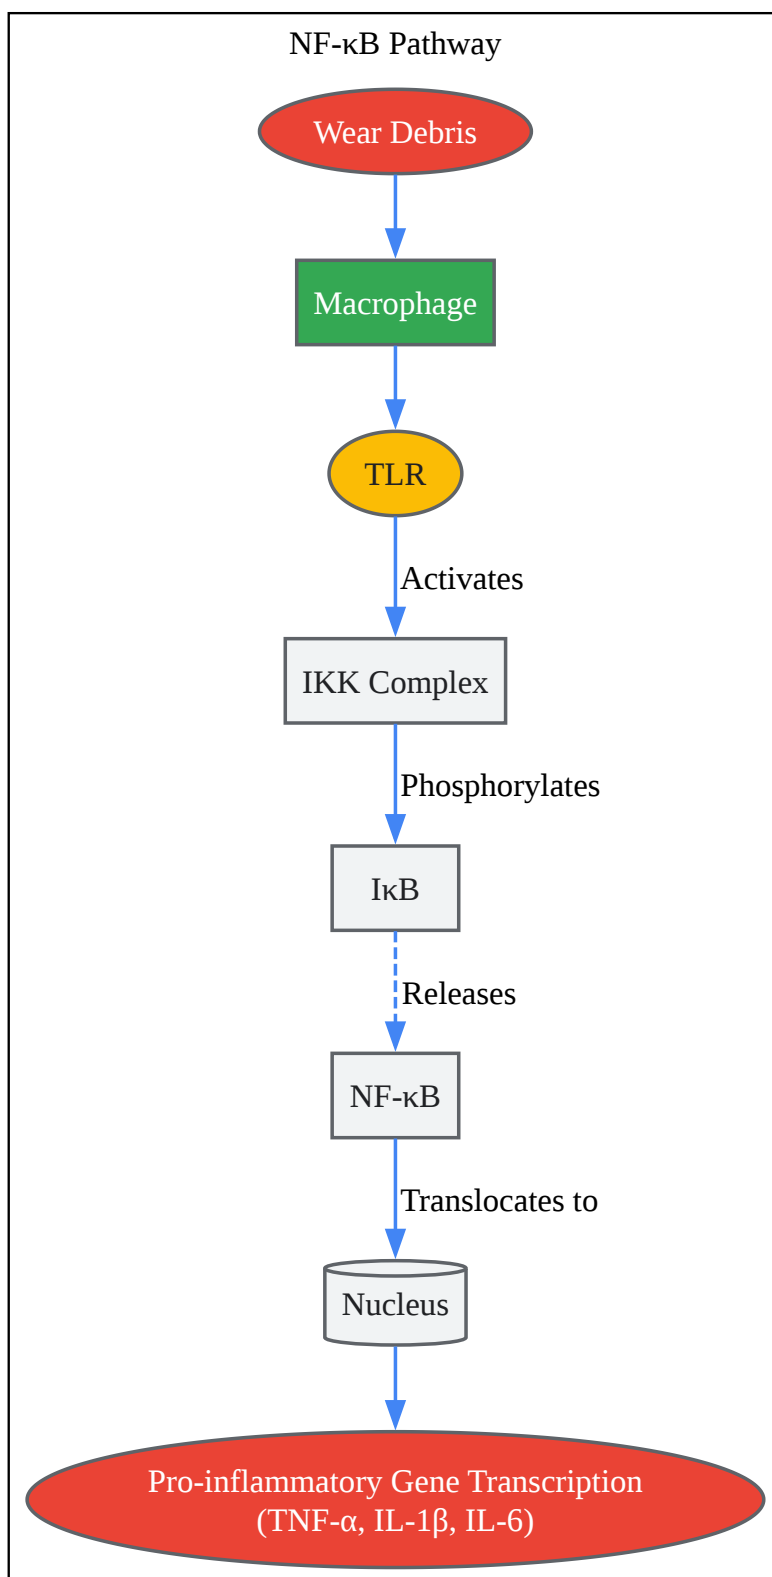 NF-κB Pathway
Wear Debris
Macrophage
TLR
Activates
IKK Complex
Phosphorylates
IκB
Releases
NF-κB
Translocates to
Nucleus
Pro-inflammatory Gene Transcription
(TNF-α, IL-1β, IL-6)